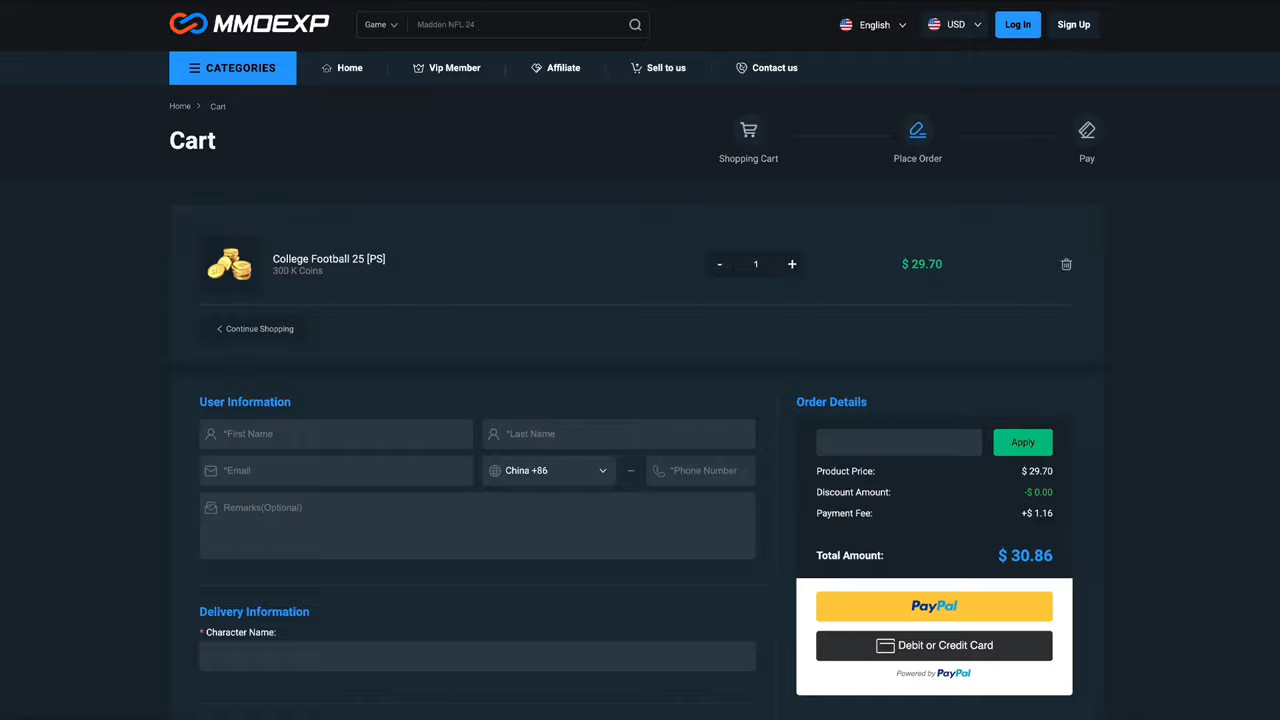 MMOEXP
Game
Madden NFL 24
English
USD
Log In
Sign Up
CATEGORIES
Home
Vip Member
Affiliate
Sell to us
Contact us
Home > Cart
Cart
Shopping Cart
Place Order
Pay
College Football 25 [PS]
300 K Coins
- 1 +
$ 29.70
< Continue Shopping
User Information
*First Name
*Last Name
*Email
China +86
–
*Phone Number
Remarks(Optional)
Delivery Information
* Character Name:
Order Details
Apply
Product Price: $ 29.70
Discount Amount: -$ 0.00
Payment Fee: +$ 1.16
Total Amount: $ 30.86
PayPal
Debit or Credit Card
Powered by PayPal